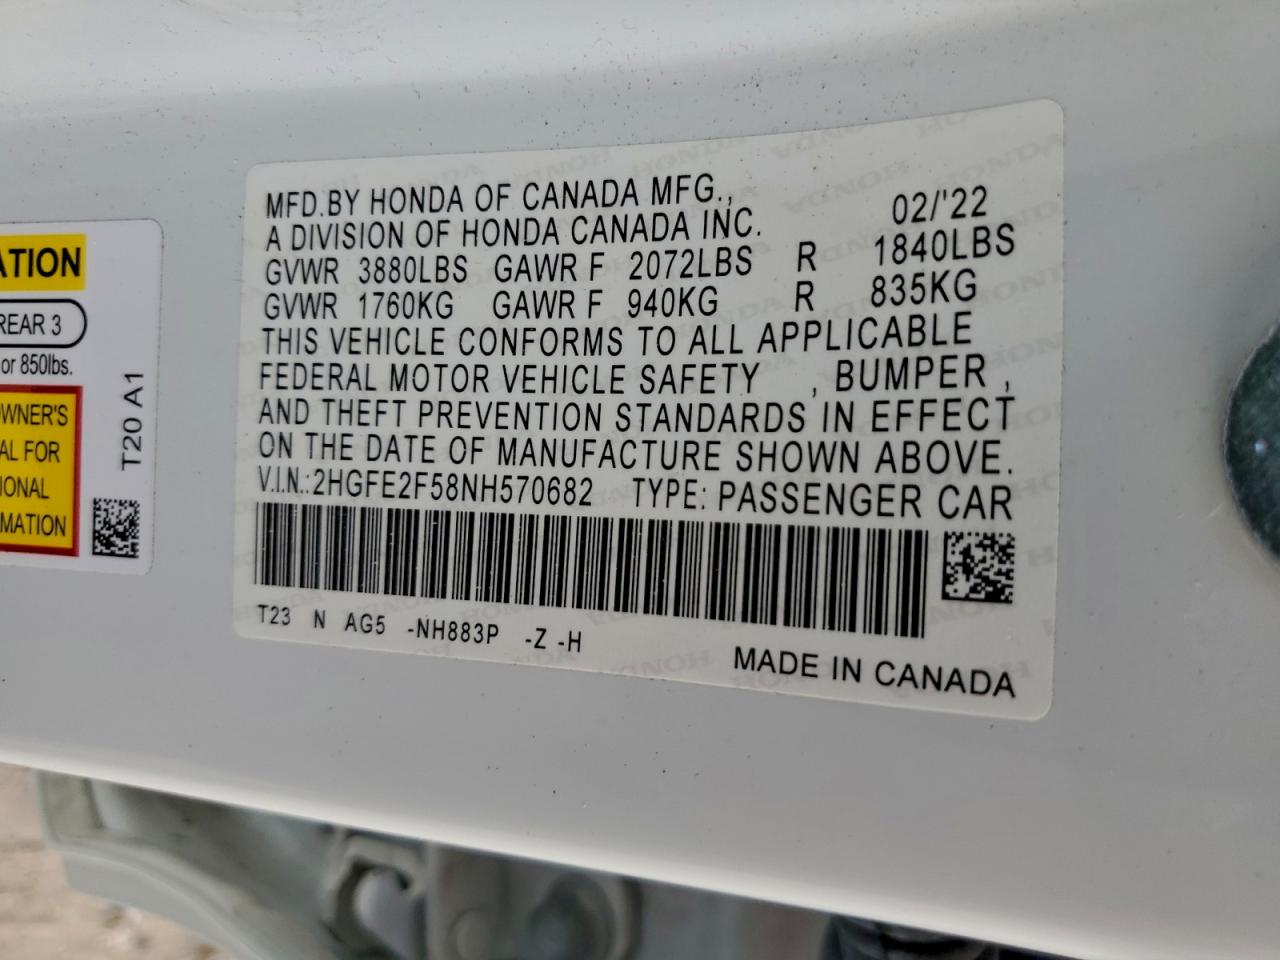 ATION
REAR 3
or 850lbs.
OWNER'S
AL FOR
IONAL
MATION
T20 A1
MFD.BY HONDA OF CANADA MFG., 02/'22
A DIVISION OF HONDA CANADA INC.
GVWR 3880LBS GAWR F 2072LBS R 1840LBS
GVWR 1760KG GAWR F 940KG R 835KG
THIS VEHICLE CONFORMS TO ALL APPLICABLE
FEDERAL MOTOR VEHICLE SAFETY , BUMPER ,
AND THEFT PREVENTION STANDARDS IN EFFECT
ON THE DATE OF MANUFACTURE SHOWN ABOVE.
V.I.N.:2HGFE2F58NH570682 TYPE: PASSENGER CAR
T23 N AG5 -NH883P -Z -H
MADE IN CANADA